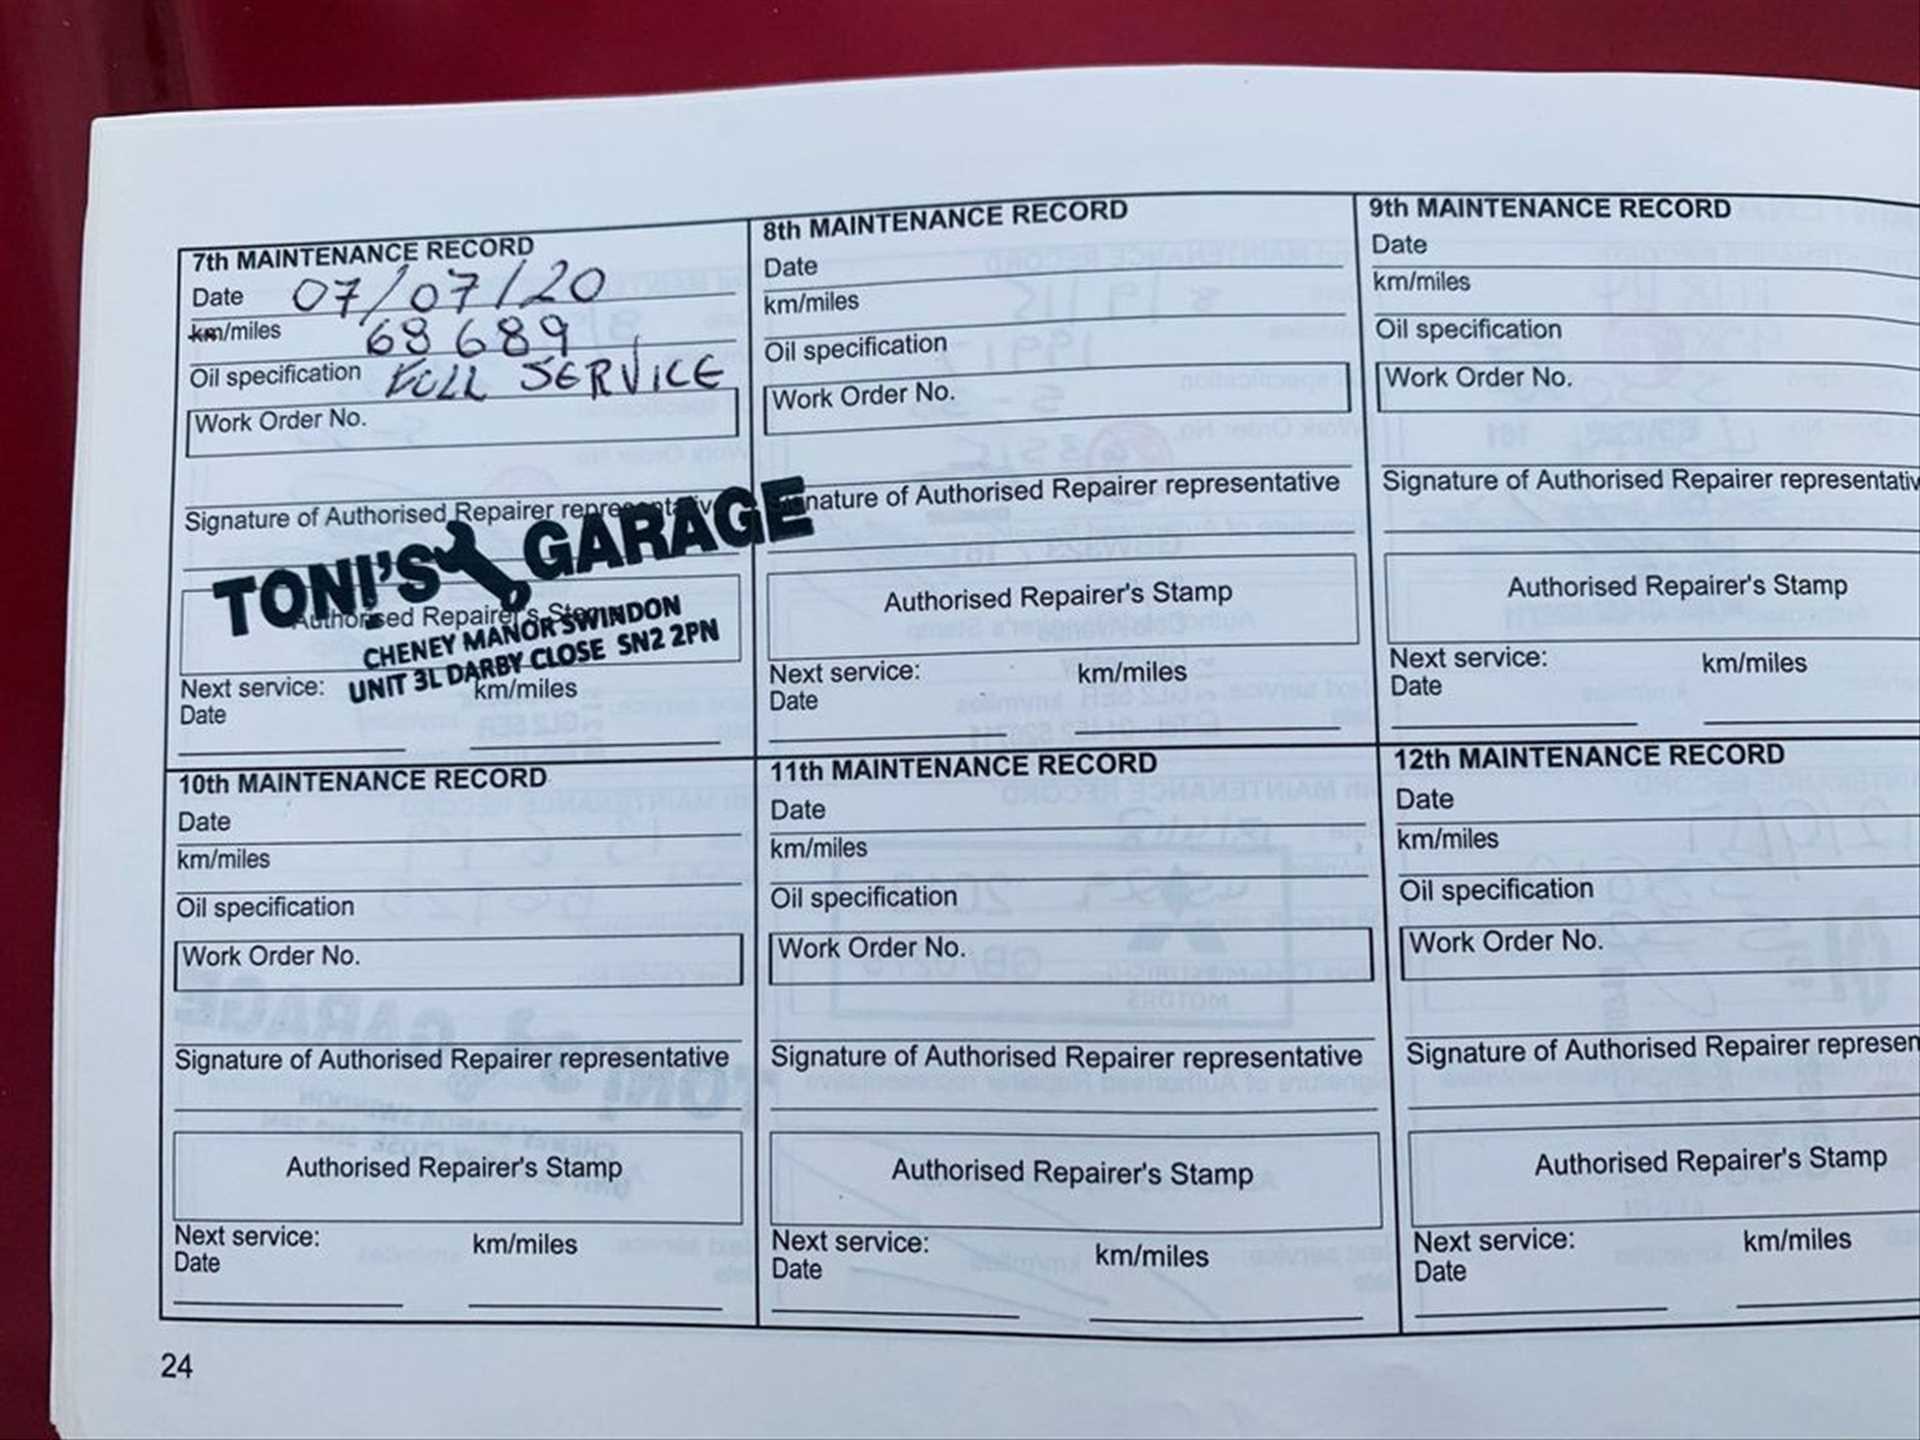 7th MAINTENANCE RECORD
Date 07/07/20
km/miles 68689
Oil specification FULL SERVICE
Work Order No.
Signature of Authorised Repairer representative
TONI'S GARAGE
Authorised Repairer's Stamp
CHENEY MANOR SWINDON
UNIT 3L DARBY CLOSE SN2 2PN
Next service: km/miles
Date
8th MAINTENANCE RECORD
Date
km/miles
Oil specification
Work Order No.
Signature of Authorised Repairer representative
Authorised Repairer's Stamp
Next service: km/miles
Date
9th MAINTENANCE RECORD
Date
km/miles
Oil specification
Work Order No.
Signature of Authorised Repairer representativ
Authorised Repairer's Stamp
Next service: km/miles
Date
10th MAINTENANCE RECORD
Date
km/miles
Oil specification
Work Order No.
Signature of Authorised Repairer representative
Authorised Repairer's Stamp
Next service: km/miles
Date
11th MAINTENANCE RECORD
Date
km/miles
Oil specification
Work Order No.
Signature of Authorised Repairer representative
Authorised Repairer's Stamp
Next service: km/miles
Date
12th MAINTENANCE RECORD
Date
km/miles
Oil specification
Work Order No.
Signature of Authorised Repairer represen
Authorised Repairer's Stamp
Next service: km/miles
Date
24